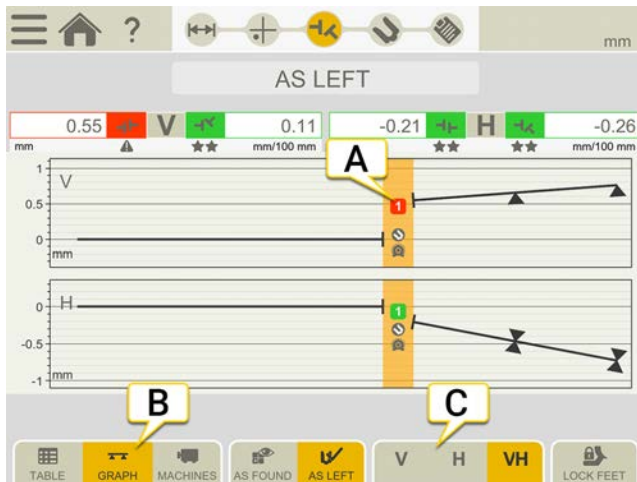 ?
mm
AS LEFT
0.55 V 0.11 -0.21 H -0.26
mm mm/100 mm mm/100 mm
A
1
V
0.5
1
0
mm
H
0
1
-0.5
-1
mm
B
C
TABLE GRAPH MACHINES AS FOUND AS LEFT V H VH LOCK FEET